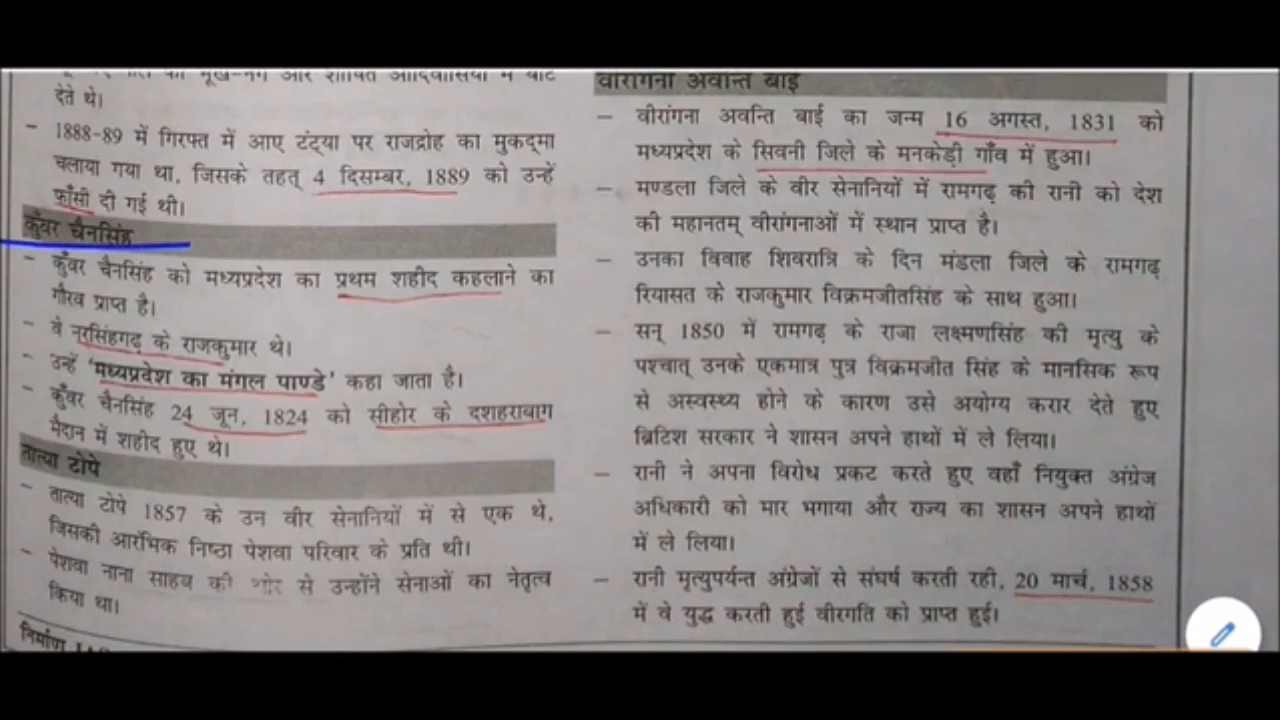 और शोषित आदिवासियों में बाँट
देते थे।
– 1888-89 में गिरफ्त में आए टंट्या पर राजद्रोह का मुकद्मा
चलाया गया था, जिसके तहत् 4 दिसम्बर, 1889 को उन्हें
फाँसी दी गई थी।
कुँवर चैनसिंह
– कुँवर चैनसिंह को मध्यप्रदेश का प्रथम शहीद कहलाने का
गौरव प्राप्त है।
– वे नरसिंहगढ़ के राजकुमार थे।
– उन्हें 'मध्यप्रदेश का मंगल पाण्डे' कहा जाता है।
– कुँवर चैनसिंह 24 जून, 1824 को सीहोर के दशहराबाग
मैदान में शहीद हुए थे।
तात्या टोपे
– तात्या टोपे 1857 के उन वीर सेनानियों में से एक थे,
जिसकी आरंभिक निष्ठा पेशवा परिवार के प्रति थी।
– पेशवा नाना साहब की ओर से उन्होंने सेनाओं का नेतृत्व
किया था।
निर्माण
वीरांगना अवन्ति बाई
– वीरांगना अवन्ति बाई का जन्म 16 अगस्त, 1831 को
मध्यप्रदेश के सिवनी जिले के मनकेड़ी गाँव में हुआ।
– मण्डला जिले के वीर सेनानियों में रामगढ़ की रानी को देश
की महानतम् वीरांगनाओं में स्थान प्राप्त है।
– उनका विवाह शिवरात्रि के दिन मंडला जिले के रामगढ़
रियासत के राजकुमार विक्रमजीतसिंह के साथ हुआ।
– सन् 1850 में रामगढ़ के राजा लक्ष्मणसिंह की मृत्यु के
पश्चात् उनके एकमात्र पुत्र विक्रमजीत सिंह के मानसिक रूप
से अस्वस्थ्य होने के कारण उसे अयोग्य करार देते हुए
ब्रिटिश सरकार ने शासन अपने हाथों में ले लिया।
– रानी ने अपना विरोध प्रकट करते हुए वहाँ नियुक्त अंग्रेज
अधिकारी को मार भगाया और राज्य का शासन अपने हाथों
में ले लिया।
– रानी मृत्युपर्यन्त अंग्रेजों से संघर्ष करती रही, 20 मार्च, 1858
में वे युद्ध करती हुई वीरगति को प्राप्त हुई।